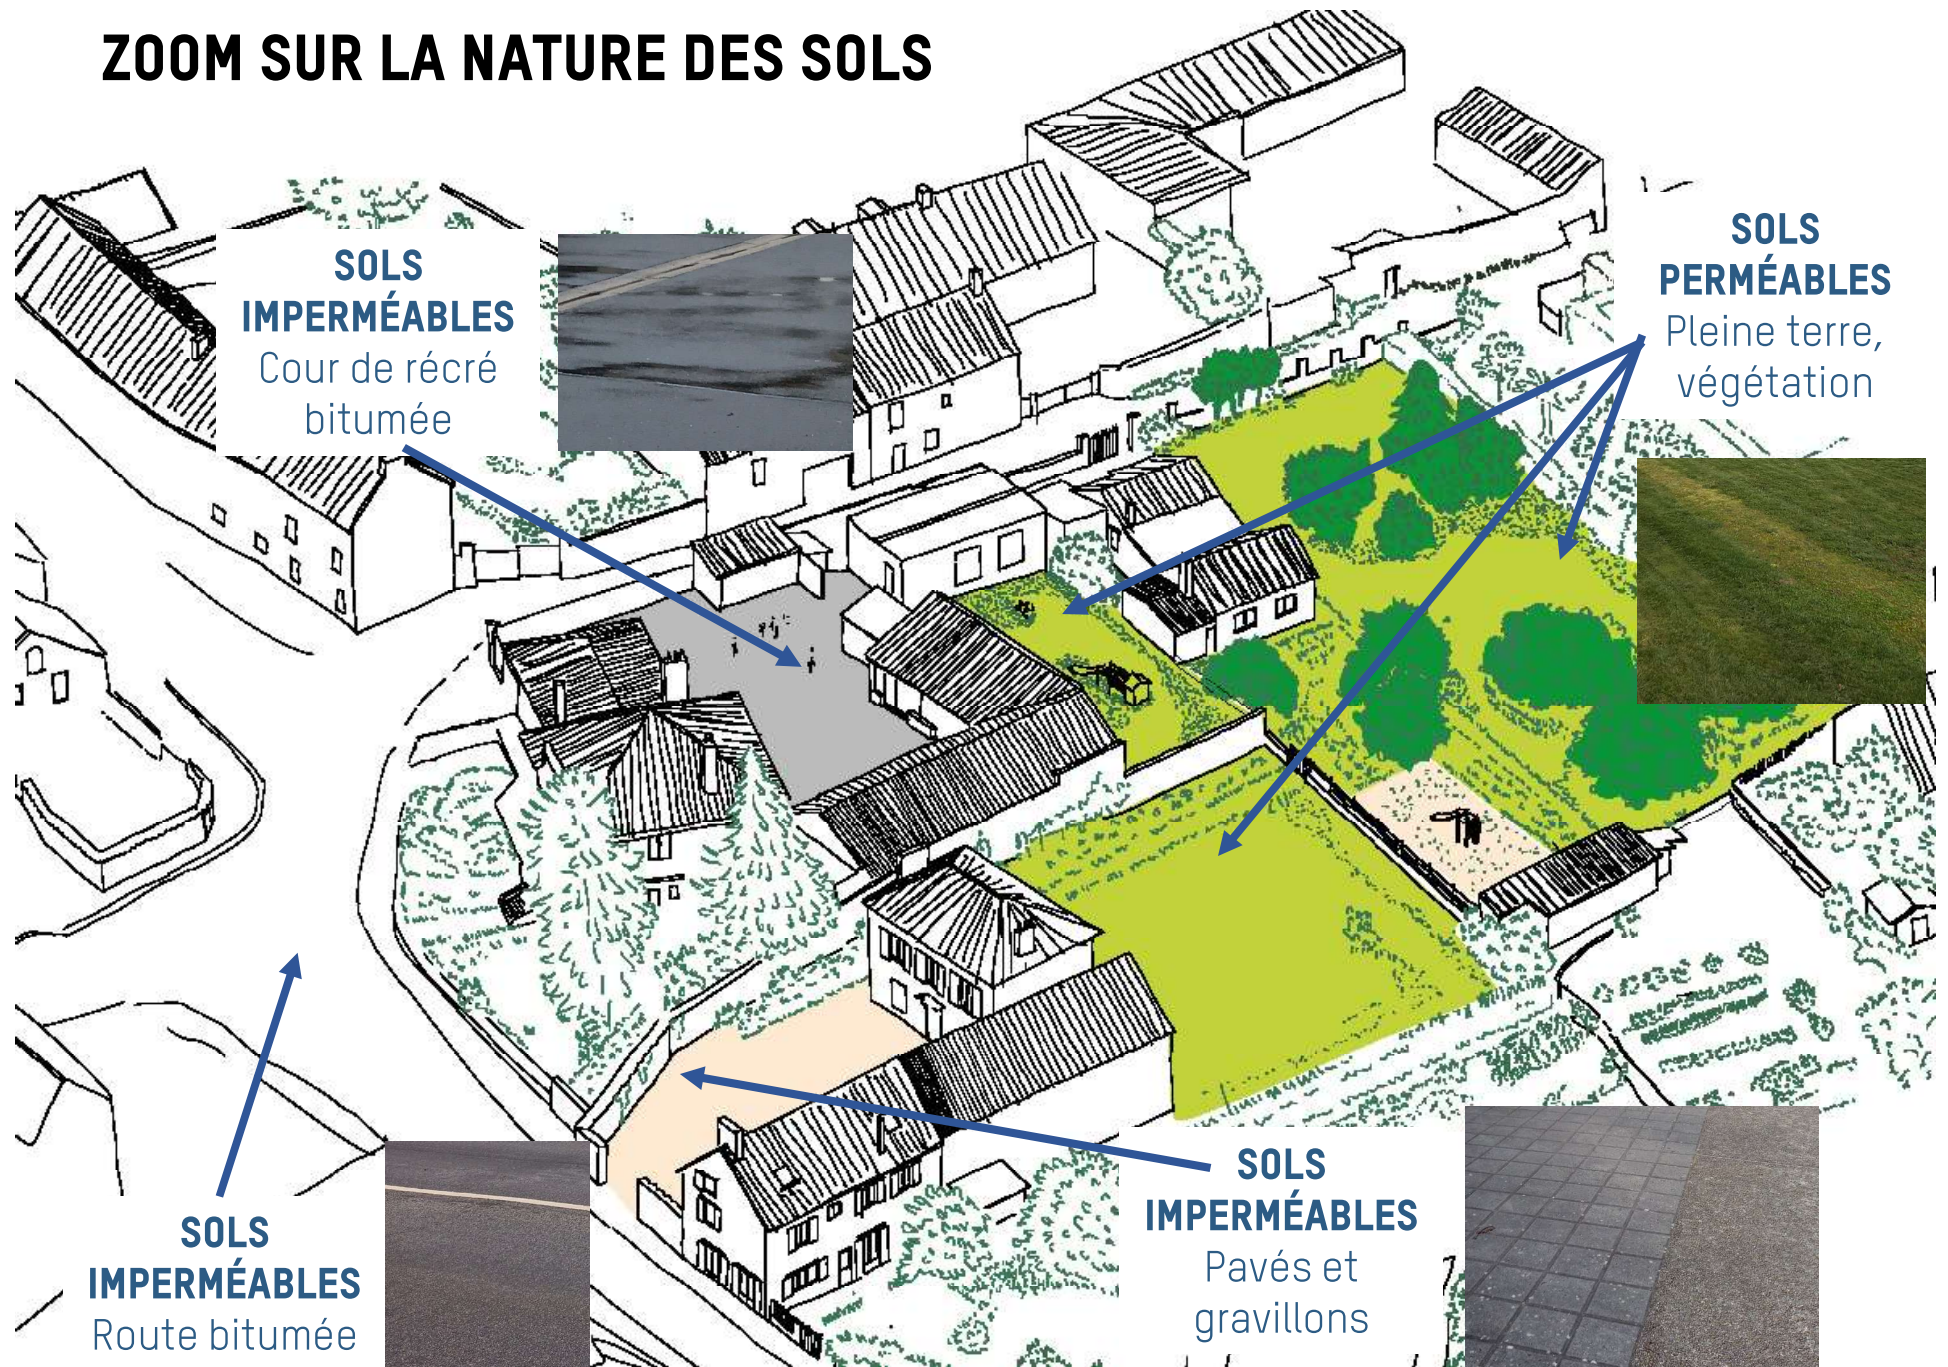 ZOOM SUR LA NATURE DES SOLS
SOLS
IMPERMÉABLES
Cour de récré
bitumée
SOLS
PERMÉABLES
Pleine terre,
végétation
SOLS
IMPERMÉABLES
Route bitumée
SOLS
IMPERMÉABLES
Pavés et
gravillons